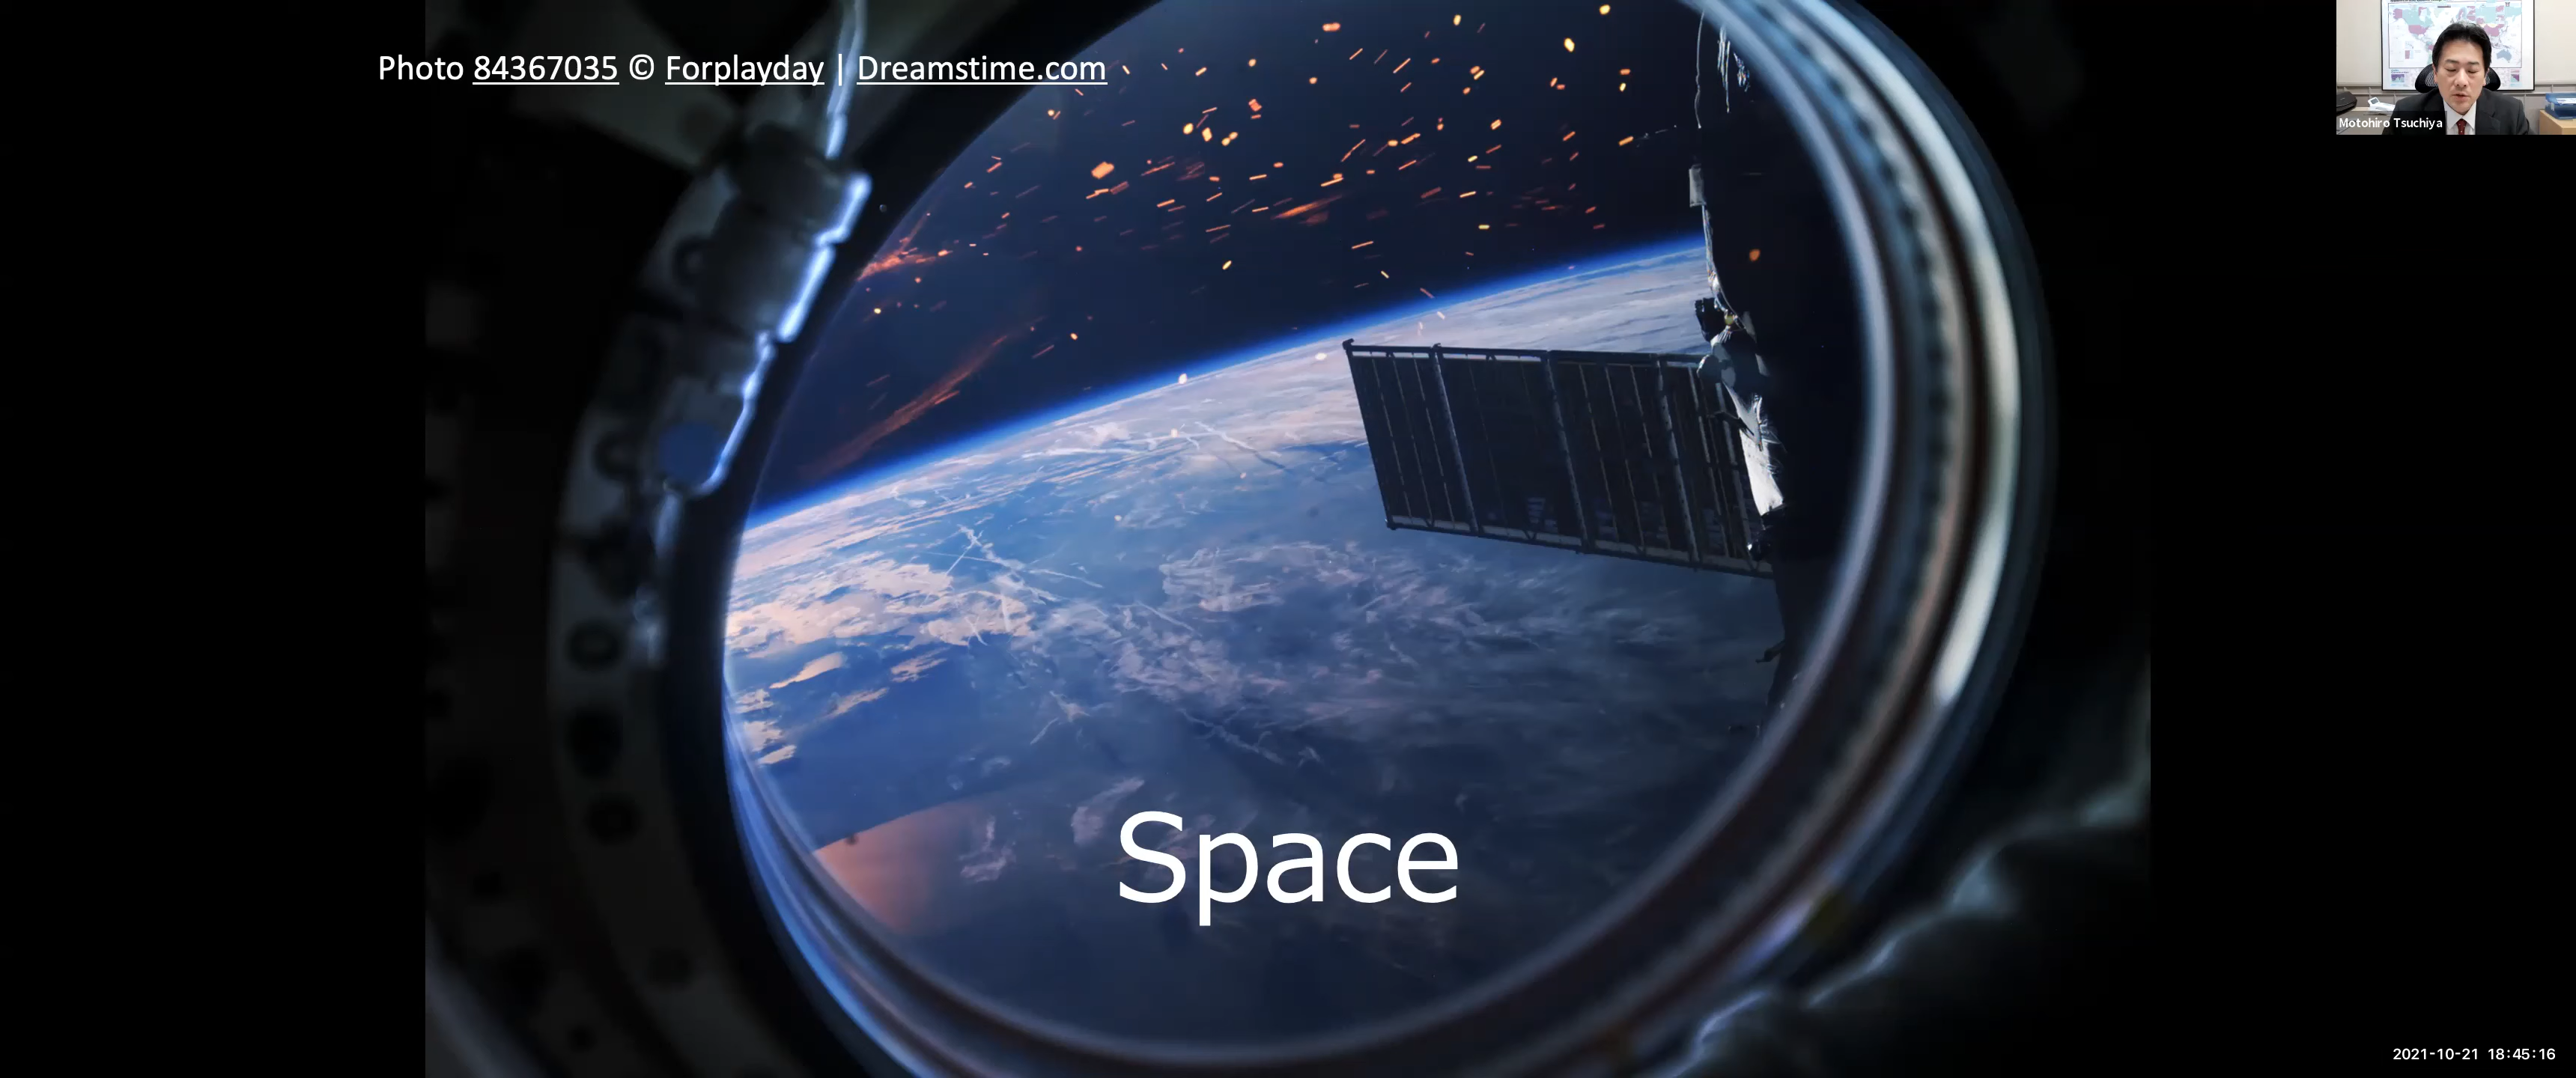 Photo 84367035 © Forplayday | Dreamstime.com
Motohiro Tsuchiya
Space
2021-10-21 18:45:16